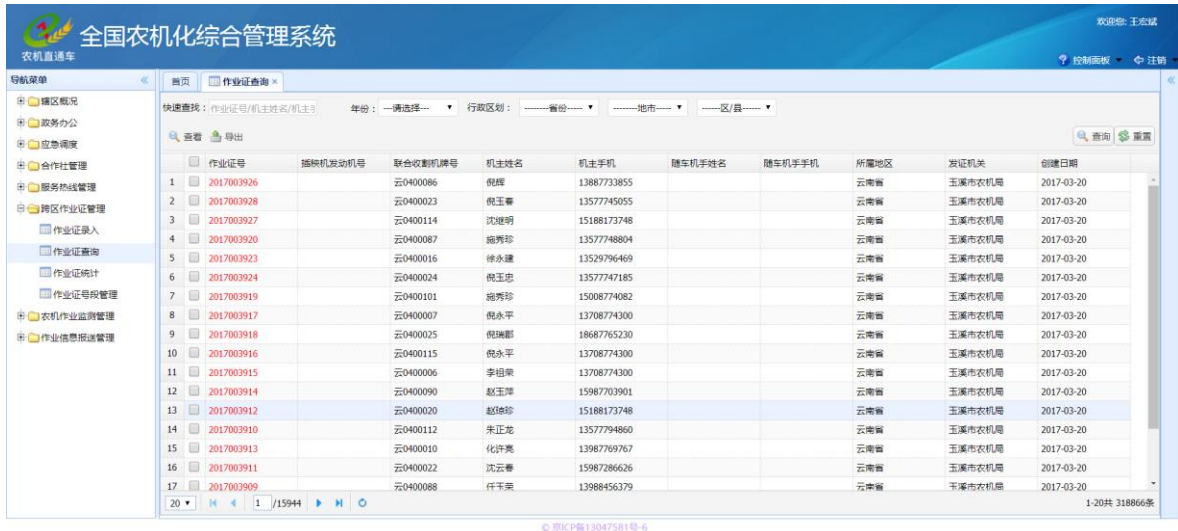 欢迎您: 王宏斌
全国农机化综合管理系统
农机直通车
控制面板 注销
导航菜单
首页 作业证查询 ×
辖区概况
政务办公
应急调度
合作社管理
服务热线管理
跨区作业证管理
作业证录入
作业证查询
作业证统计
作业证号段管理
农机作业监测管理
作业信息报送管理
快速查找: 作业证号/机主姓名/机主手 年份: ---请选择--- 行政区划: --------省份------ --------地市------ ------区/县------
查看 导出 查询 重置
作业证号 插秧机发动机号 联合收割机牌号 机主姓名 机主手机 随车机手姓名 随车机手手机 所属地区 发证机关 创建日期
1 2017003926 云0400086 倪辉 13887733855 云南省 玉溪市农机局 2017-03-20
2 2017003928 云0400023 倪玉春 13577745055 云南省 玉溪市农机局 2017-03-20
3 2017003927 云0400114 沈继明 15188173748 云南省 玉溪市农机局 2017-03-20
4 2017003920 云0400087 施秀珍 13577748804 云南省 玉溪市农机局 2017-03-20
5 2017003923 云0400016 徐永建 13529796469 云南省 玉溪市农机局 2017-03-20
6 2017003924 云0400024 倪玉忠 13577747185 云南省 玉溪市农机局 2017-03-20
7 2017003919 云0400101 施秀珍 15008774082 云南省 玉溪市农机局 2017-03-20
8 2017003917 云0400007 倪永平 13708774300 云南省 玉溪市农机局 2017-03-20
9 2017003918 云0400025 倪瑞郡 18687765230 云南省 玉溪市农机局 2017-03-20
10 2017003916 云0400115 倪永平 13708774300 云南省 玉溪市农机局 2017-03-20
11 2017003915 云0400006 李祖荣 13708774300 云南省 玉溪市农机局 2017-03-20
12 2017003914 云0400090 赵玉萍 15987703901 云南省 玉溪市农机局 2017-03-20
13 2017003912 云0400020 赵琼珍 15188173748 云南省 玉溪市农机局 2017-03-20
14 2017003910 云0400112 朱正龙 13577794860 云南省 玉溪市农机局 2017-03-20
15 2017003913 云0400010 化许亮 13987769767 云南省 玉溪市农机局 2017-03-20
16 2017003911 云0400022 沈云春 15987286626 云南省 玉溪市农机局 2017-03-20
17 2017003909 云0400088 任玉荣 13988456379 云南省 玉溪市农机局 2017-03-20
20 1 /15944 1-20共 318866条
© 京ICP备13047581号-6